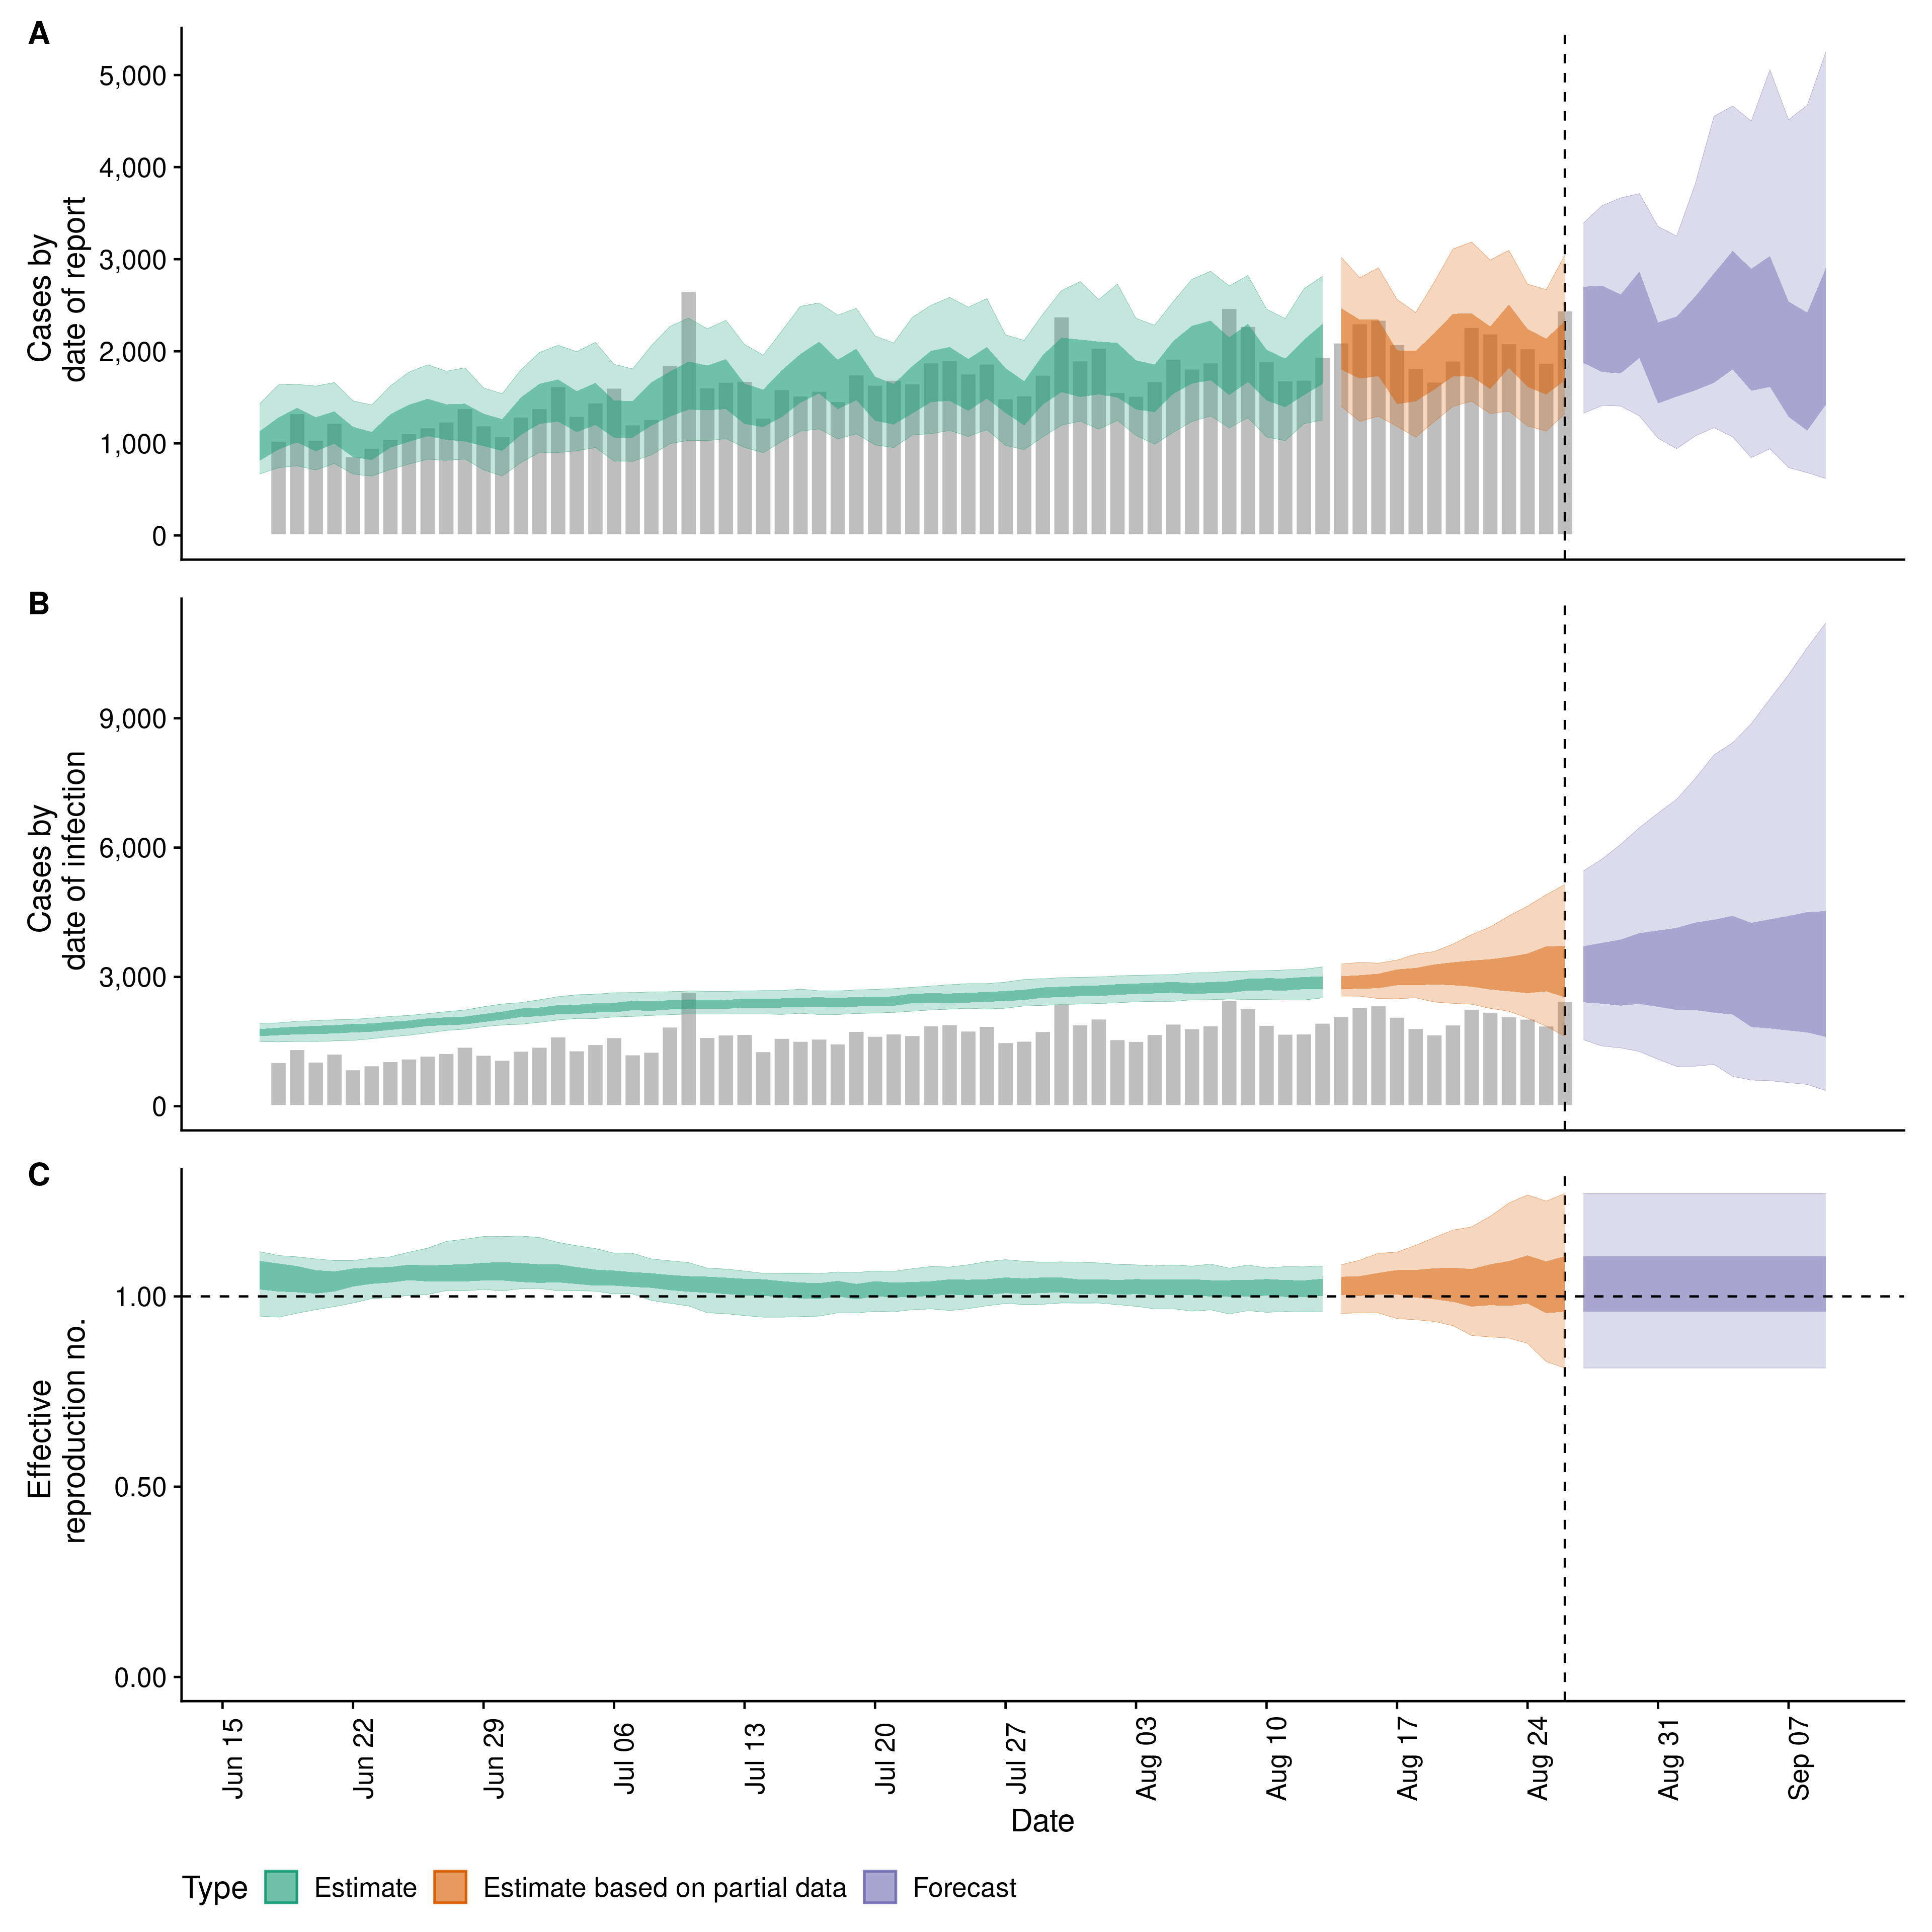 A
5,000
4,000
3,000
2,000
1,000
0
Cases by
date of report
B
9,000
6,000
3,000
0
Cases by
date of infection
C
1.00
0.50
0.00
Effective
reproduction no.
Jun 15
Jun 22
Jun 29
Jul 06
Jul 13
Jul 20
Jul 27
Aug 03
Aug 10
Aug 17
Aug 24
Aug 31
Sep 07
Date
Type Estimate Estimate based on partial data Forecast